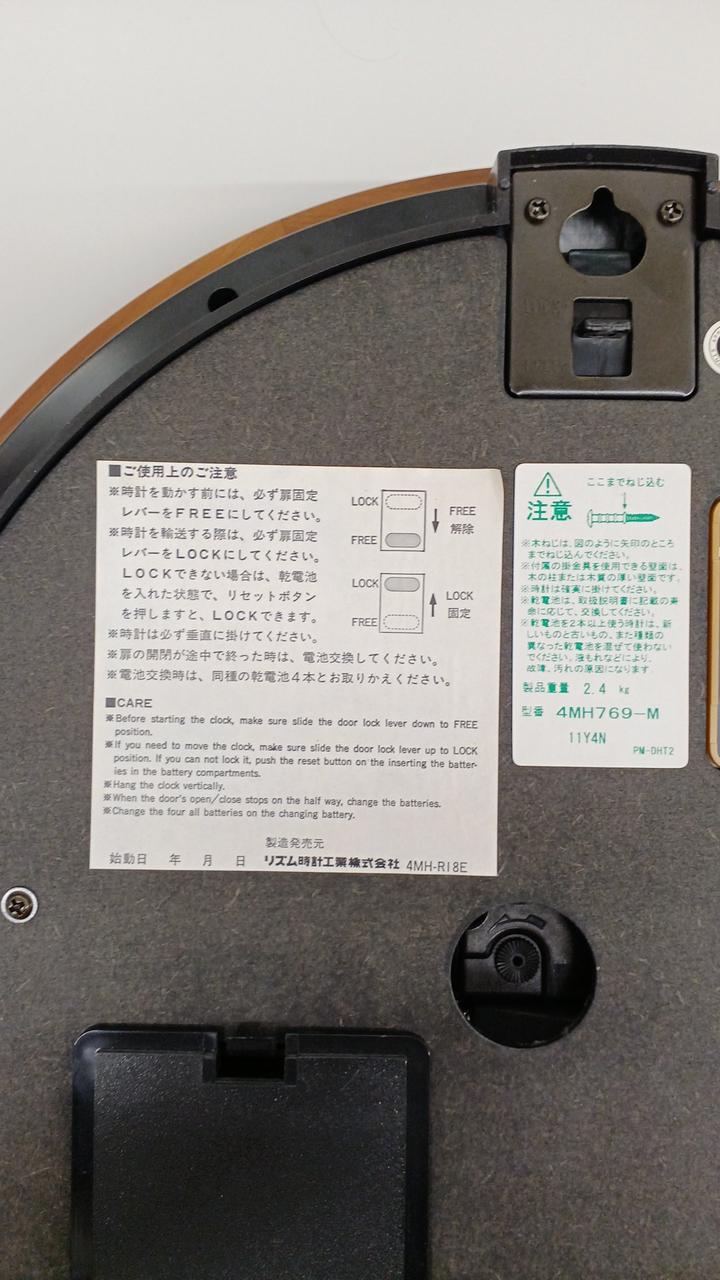 ■ご使用上のご注意
※時計を動かす前には、必ず扉固定
レバーをFREEにしてください。
※時計を輸送する際は、必ず扉固定
レバーをLOCKにしてください。
LOCKできない場合は、乾電池
を入れた状態で、リセットボタン
を押しますと、LOCKできます。
※時計は必ず垂直に掛けてください。
※扉の開閉が途中で終った時は、電池交換してください。
※電池交換時は、同種の乾電池4本とお取りかえください。
LOCK
FREE
FREE
解除
LOCK
FREE
LOCK
固定
■CARE
※Before starting the clock, make sure slide the door lock lever down to FREE
position.
※If you need to move the clock, make sure slide the door lock lever up to LOCK
position. If you can not lock it, push the reset button on the inserting the batter-
ies in the battery compartments.
※Hang the clock vertically.
※When the door's open/close stops on the half way, change the batteries.
※Change the four all batteries on the changing battery.
製造発売元
始動日 年 月 日 リズム時計工業株式会社 4MH-R18E
注意
ここまでねじ込む
※木ねじは、図のように矢印のところ
までねじ込んでください。
※付属の掛金具を使用できる壁面は、
木の柱または木質の厚い壁面です。
※時計は確実に掛けてください。
※乾電池は、取扱説明書に記載の寿
命に応じて、交換してください。
※乾電池を2本以上使う時計は、新
しいものと古いもの、また種類の
異なった乾電池を混ぜて使わない
でください。液もれなどにより、
故障、汚れの原因になります。
製品重量 2.4 kg
型番 4MH769-M
11Y4N
PM-DHT2